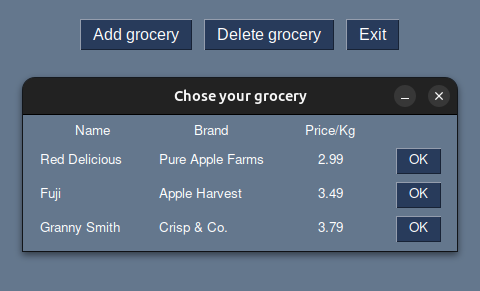 Add grocery Delete grocery Exit
Chose your grocery
Name Brand Price/Kg
Red Delicious Pure Apple Farms 2.99 OK
Fuji Apple Harvest 3.49 OK
Granny Smith Crisp & Co. 3.79 OK